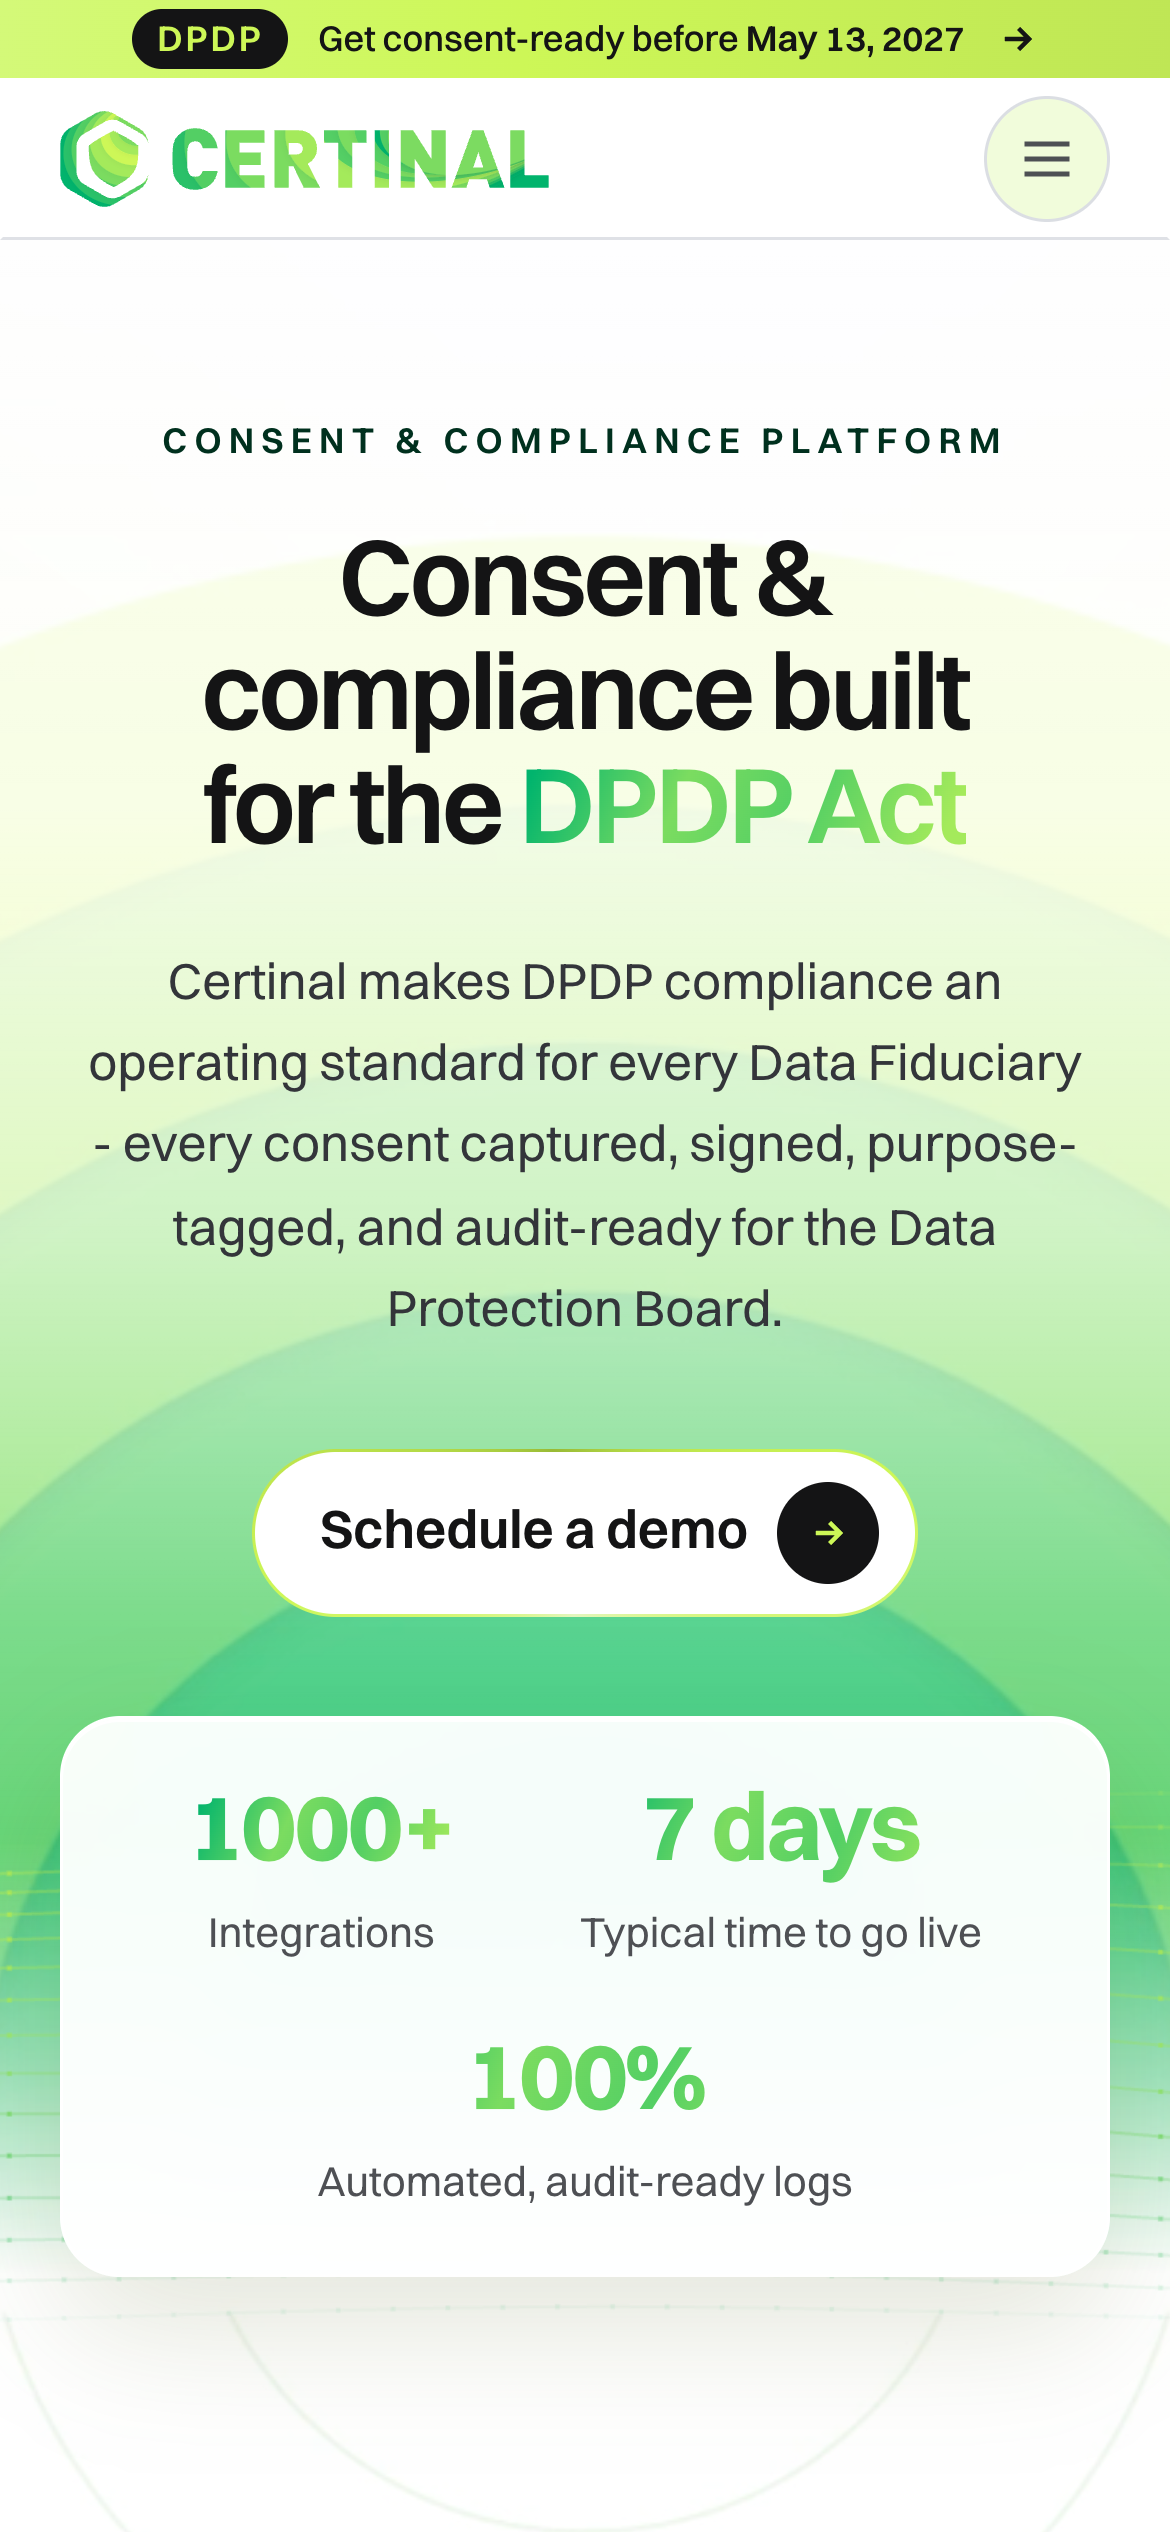 DPDP Get consent-ready before May 13, 2027 →
CERTINAL
CONSENT & COMPLIANCE PLATFORM
Consent &
compliance built
for the DPDP Act
Certinal makes DPDP compliance an
operating standard for every Data Fiduciary
- every consent captured, signed, purpose-
tagged, and audit-ready for the Data
Protection Board.
Schedule a demo →
1000+
Integrations
7 days
Typical time to go live
100%
Automated, audit-ready logs